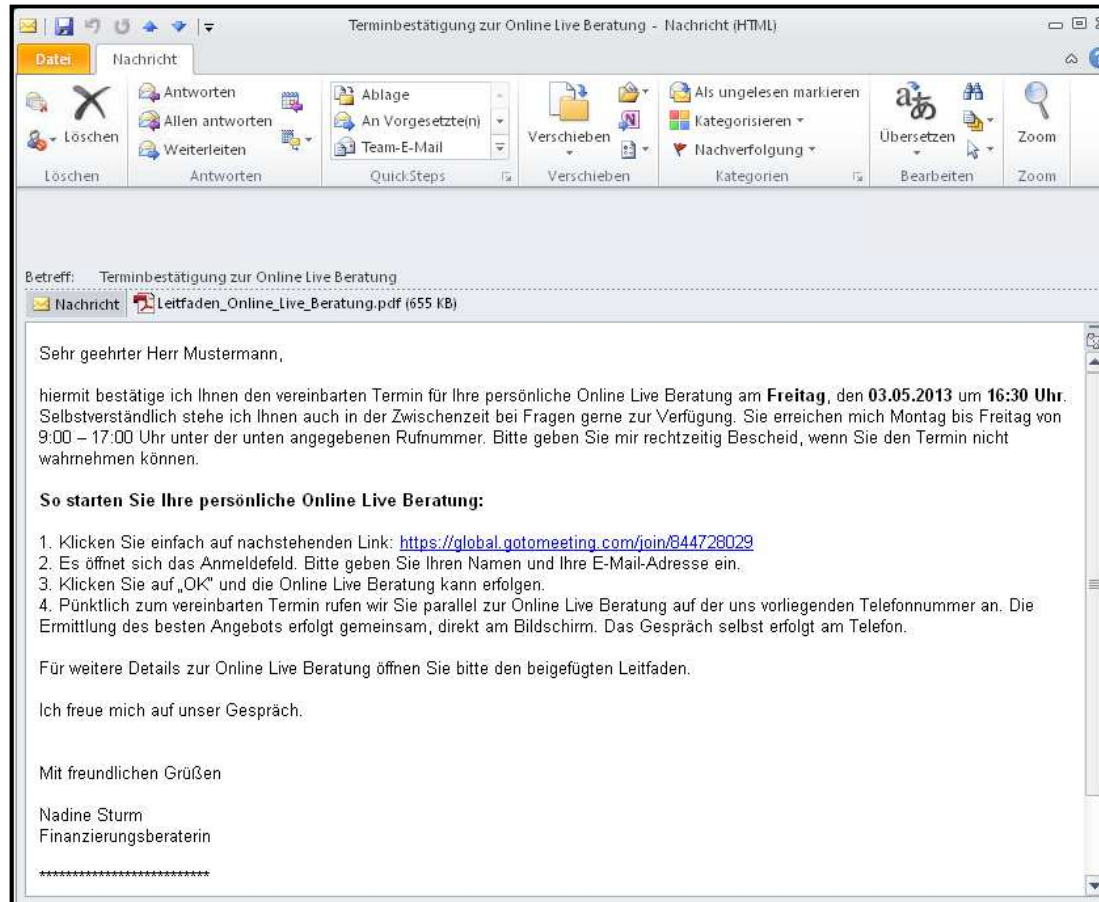 Terminbestätigung zur Online Live Beratung - Nachricht (HTML)
Datei Nachricht
Löschen
Antworten
Allen antworten
Weiterleiten
Ablage
An Vorgesetzte(n)
Team-E-Mail
Verschieben
Als ungelesen markieren
Kategorisieren
Nachverfolgung
Übersetzen
Zoom
Löschen Antworten QuickSteps Verschieben Kategorien Bearbeiten Zoom
Betreff: Terminbestätigung zur Online Live Beratung
Nachricht Leitfaden_Online_Live_Beratung.pdf (655 KB)
Sehr geehrter Herr Mustermann,
hiermit bestätige ich Ihnen den vereinbarten Termin für Ihre persönliche Online Live Beratung am Freitag, den 03.05.2013 um 16:30 Uhr.
Selbstverständlich stehe ich Ihnen auch in der Zwischenzeit bei Fragen gerne zur Verfügung. Sie erreichen mich Montag bis Freitag von
9:00 – 17:00 Uhr unter der unten angegebenen Rufnummer. Bitte geben Sie mir rechtzeitig Bescheid, wenn Sie den Termin nicht
wahrnehmen können.
So starten Sie Ihre persönliche Online Live Beratung:
1. Klicken Sie einfach auf nachstehenden Link: https://global.gotomeeting.com/join/844728029
2. Es öffnet sich das Anmeldefeld. Bitte geben Sie Ihren Namen und Ihre E-Mail-Adresse ein.
3. Klicken Sie auf „OK" und die Online Live Beratung kann erfolgen.
4. Pünktlich zum vereinbarten Termin rufen wir Sie parallel zur Online Live Beratung auf der uns vorliegenden Telefonnummer an. Die
Ermittlung des besten Angebots erfolgt gemeinsam, direkt am Bildschirm. Das Gespräch selbst erfolgt am Telefon.
Für weitere Details zur Online Live Beratung öffnen Sie bitte den beigefügten Leitfaden.
Ich freue mich auf unser Gespräch.
Mit freundlichen Grüßen
Nadine Sturm
Finanzierungsberaterin
**************************